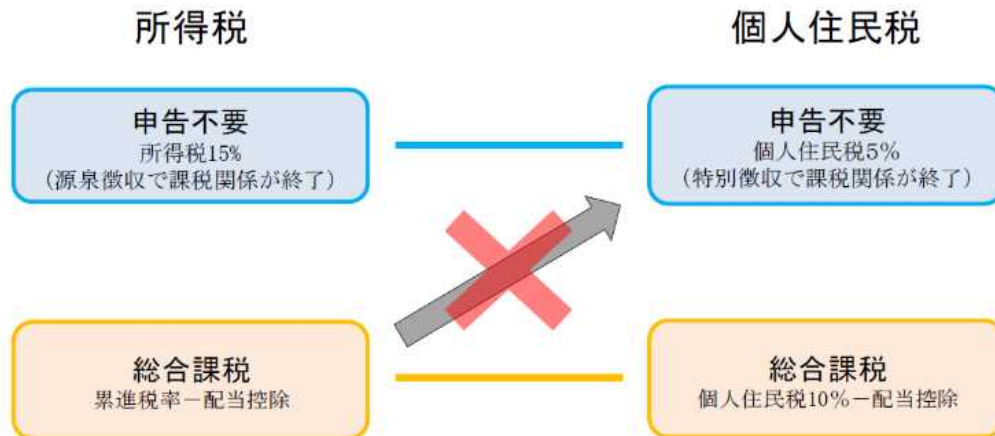 所得税
個人住民税
申告不要
所得税15%
（源泉徴収で課税関係が終了）
申告不要
個人住民税5％
（特別徴収で課税関係が終了）
総合課税
累進税率－配当控除
総合課税
個人住民税10％－配当控除